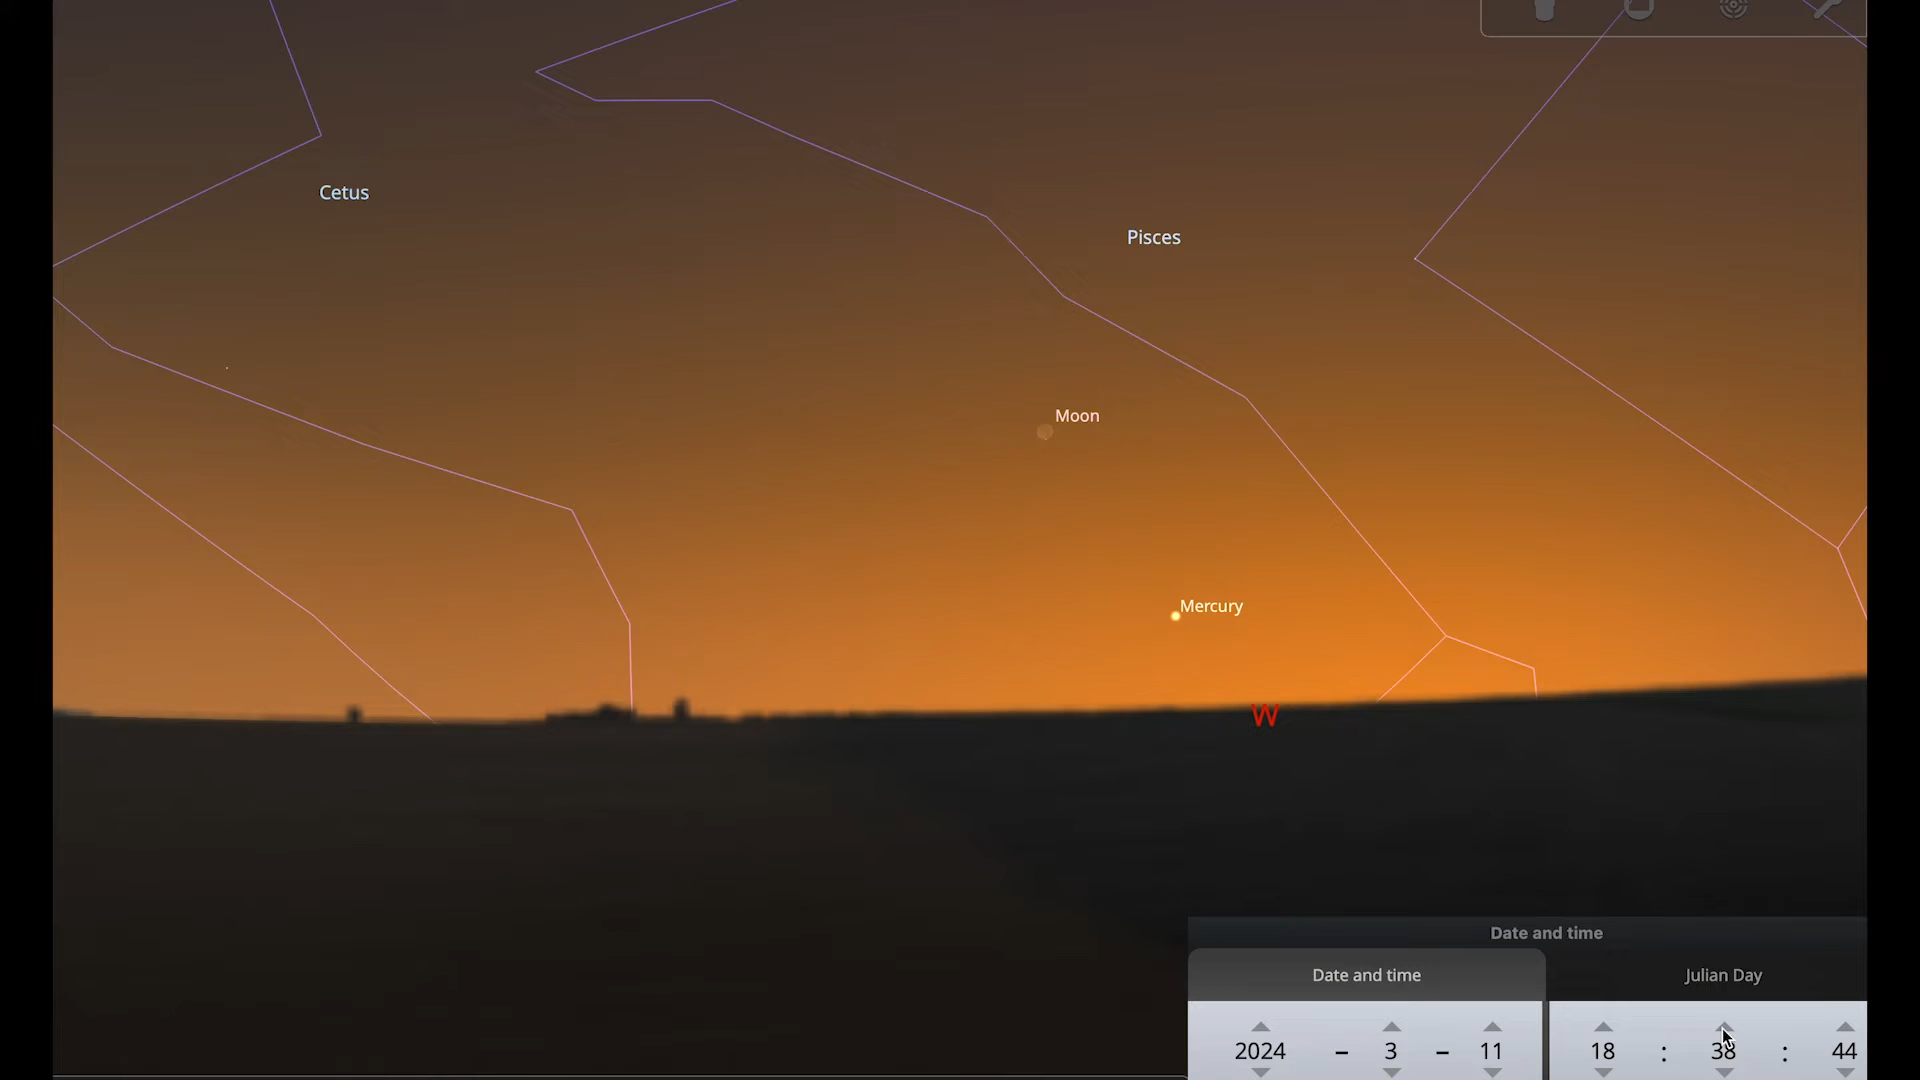 Cetus
Pisces
Moon
Mercury
W
Date and time
Date and time
Julian Day
2024 - 3 - 11
18 : 38 : 44